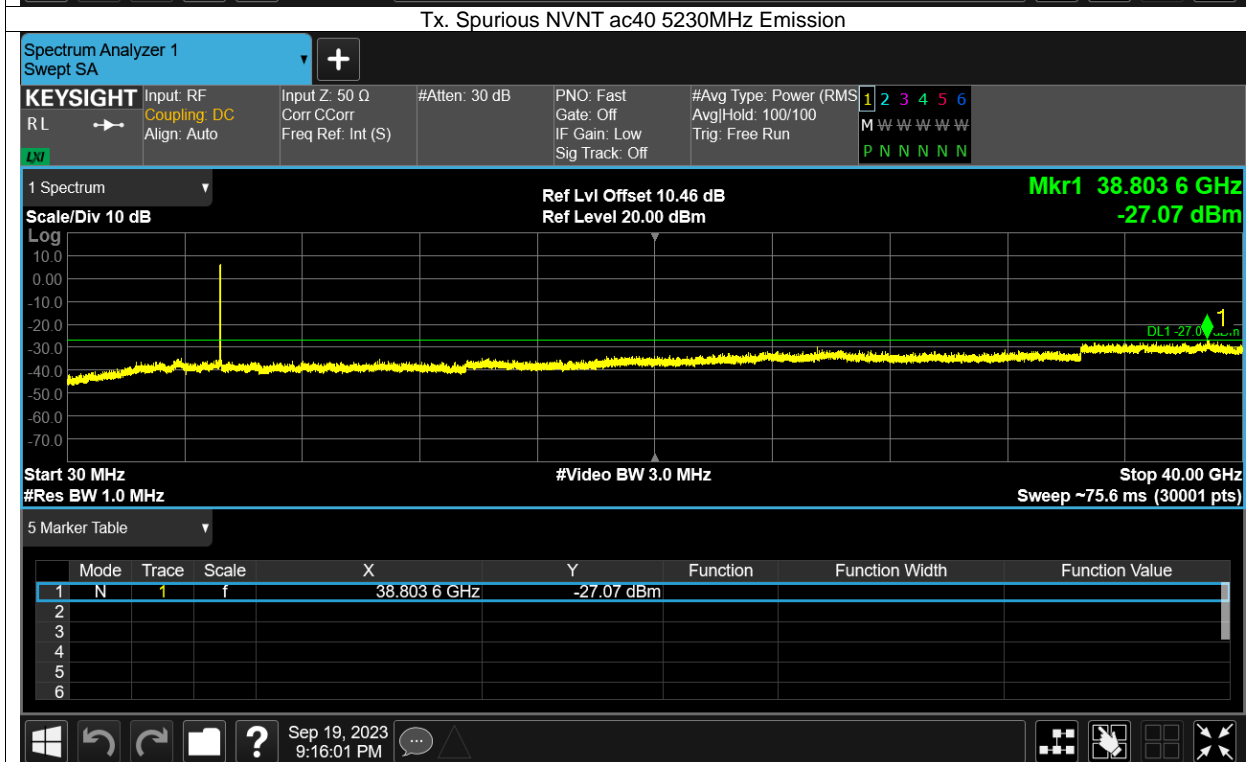 Tx. Spurious NVNT ac40 5230MHz Emission
Spectrum Analyzer 1
Swept SA
+
KEYSIGHT Input: RF Input Z: 50 Ω #Atten: 30 dB PNO: Fast #Avg Type: Power (RMS 1 2 3 4 5 6
R L Coupling: DC Corr CCorr Gate: Off Avg|Hold: 100/100 M W W W W W
Align: Auto Freq Ref: Int (S) IF Gain: Low Trig: Free Run
LXI Sig Track: Off P N N N N N
1 Spectrum Ref Lvl Offset 10.46 dB Mkr1 38.803 6 GHz
Scale/Div 10 dB Ref Level 20.00 dBm -27.07 dBm
Log
10.0
0.00
-10.0
-20.0 1
DL1 -27.0
-30.0
-40.0
-50.0
-60.0
-70.0
Start 30 MHz #Video BW 3.0 MHz Stop 40.00 GHz
#Res BW 1.0 MHz Sweep ~75.6 ms (30001 pts)
5 Marker Table
Mode Trace Scale X Y Function Function Width Function Value
1 N 1 f 38.803 6 GHz -27.07 dBm
2
3
4
5
6
? Sep 19, 2023
9:16:01 PM